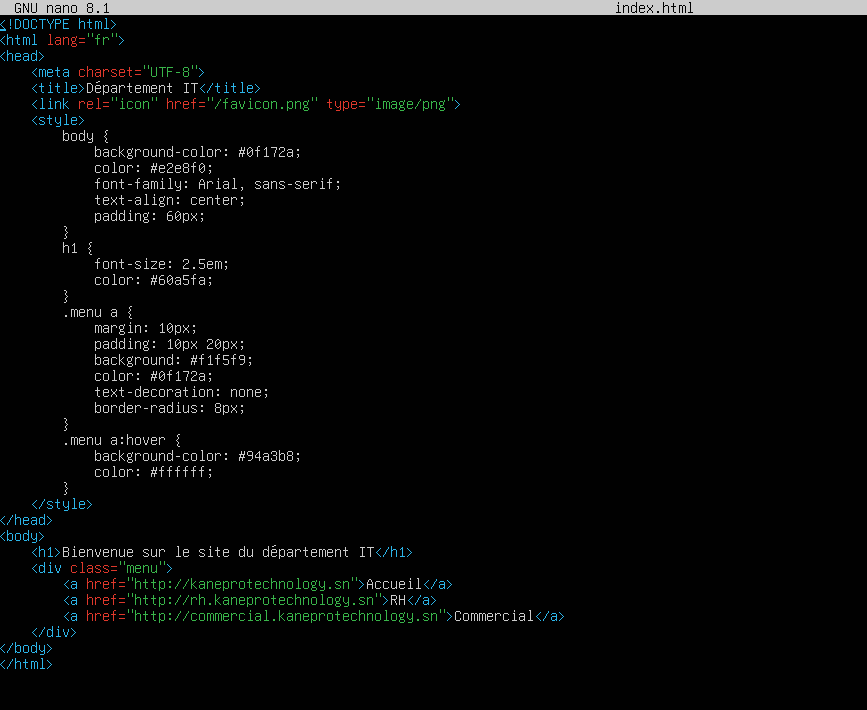 GNU nano 8.1 index.html
<!DOCTYPE html>
<html lang="fr">
<head>
    <meta charset="UTF-8">
    <title>Département IT</title>
    <link rel="icon" href="/favicon.png" type="image/png">
    <style>
        body {
            background-color: #0f172a;
            color: #e2e8f0;
            font-family: Arial, sans-serif;
            text-align: center;
            padding: 60px;
        }
        h1 {
            font-size: 2.5em;
            color: #60a5fa;
        }
        .menu a {
            margin: 10px;
            padding: 10px 20px;
            background: #f1f5f9;
            color: #0f172a;
            text-decoration: none;
            border-radius: 8px;
        }
        .menu a:hover {
            background-color: #94a3b8;
            color: #ffffff;
        }
    </style>
</head>
<body>
    <h1>Bienvenue sur le site du département IT</h1>
    <div class="menu">
        <a href="http://kaneprotechnology.sn">Accueil</a>
        <a href="http://rh.kaneprotechnology.sn">RH</a>
        <a href="http://commercial.kaneprotechnology.sn">Commercial</a>
    </div>
</body>
</html>